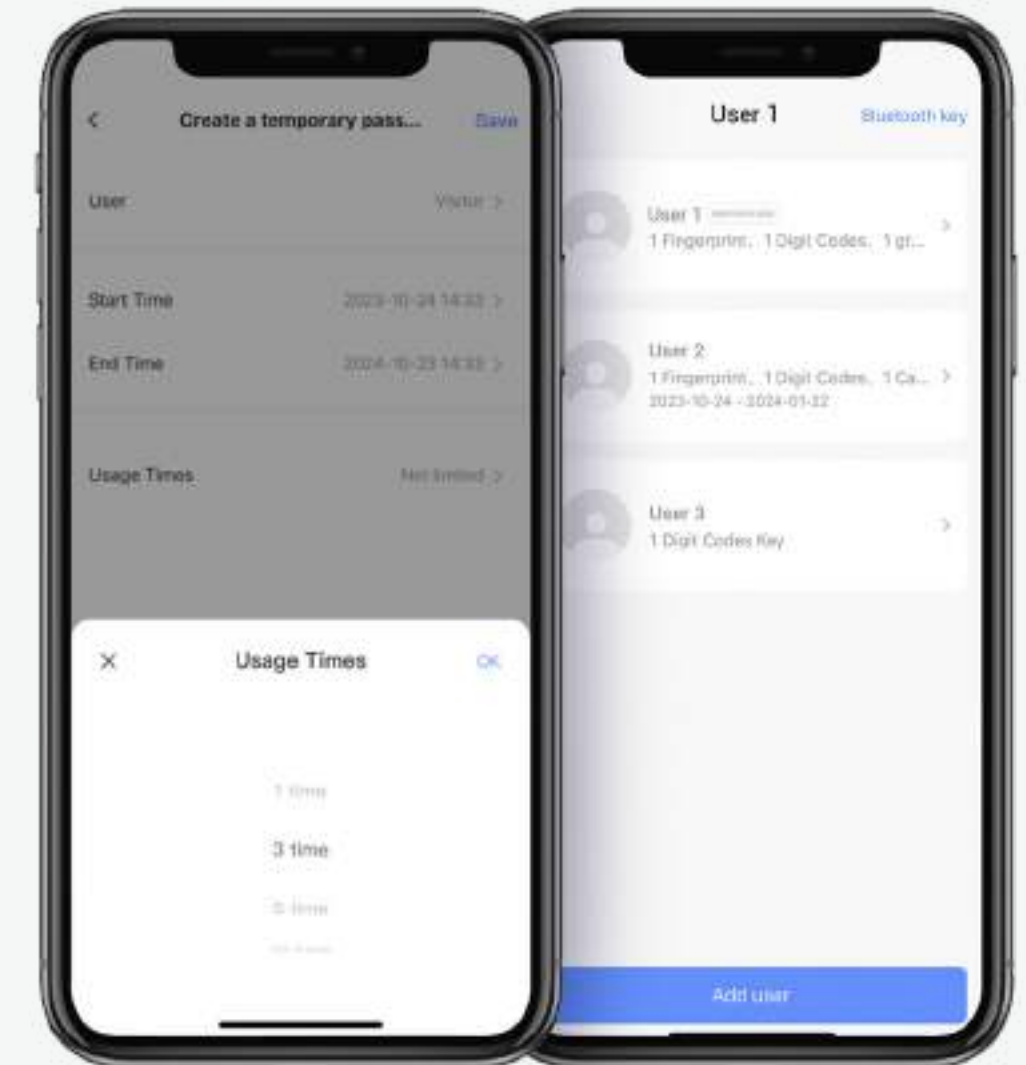 Create a temporary pass... Save
User Visitor >
Start Time 2023-10-24 14:33 >
End Time 2024-10-23 14:33 >
Usage Times Not limited >
Usage Times OK
1 time
3 time
5 time
User 1 Bluetooth key
User 1
1 Fingerprint、1 Digit Codes、1 gr...
User 2
1 Fingerprint、1 Digit Codes、1 Ca...
2023-10-24 - 2024-01-22
User 3
1 Digit Codes Key
Add user